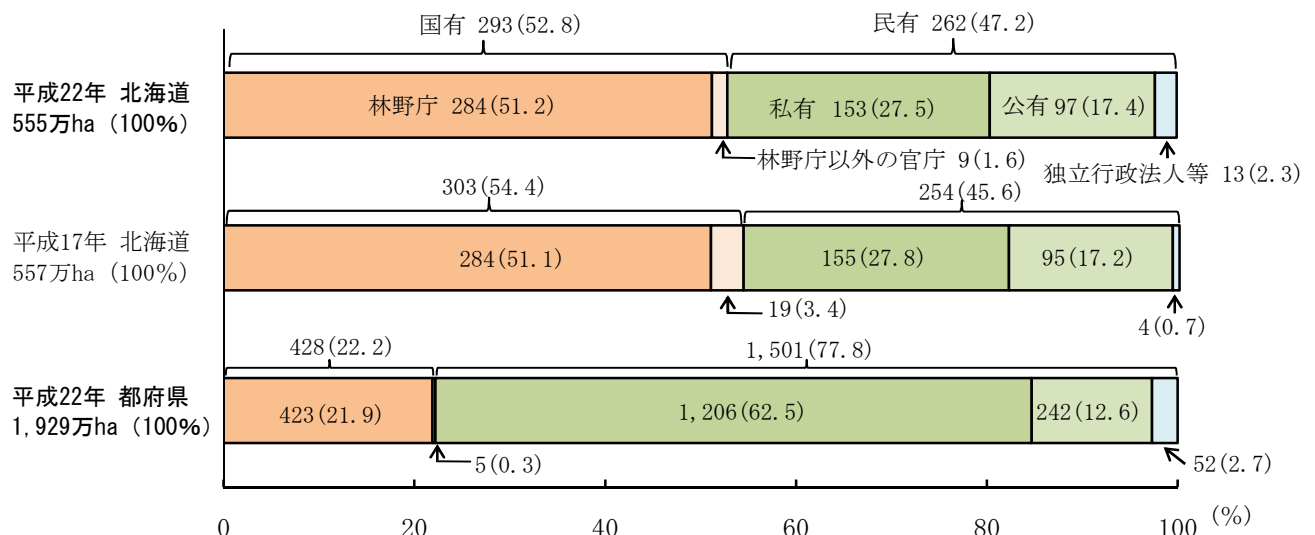 国有 293(52.8)
民有 262(47.2)
平成22年 北海道
555万ha (100%)
林野庁 284(51.2)
私有 153(27.5)
公有 97(17.4)
林野庁以外の官庁 9(1.6)
独立行政法人等 13(2.3)
303(54.4)
254(45.6)
平成17年 北海道
557万ha (100%)
284(51.1)
155(27.8)
95(17.2)
19(3.4)
4(0.7)
428(22.2)
1,501(77.8)
平成22年 都府県
1,929万ha (100%)
423(21.9)
1,206(62.5)
242(12.6)
5(0.3)
52(2.7)
0 20 40 60 80 100 (%)